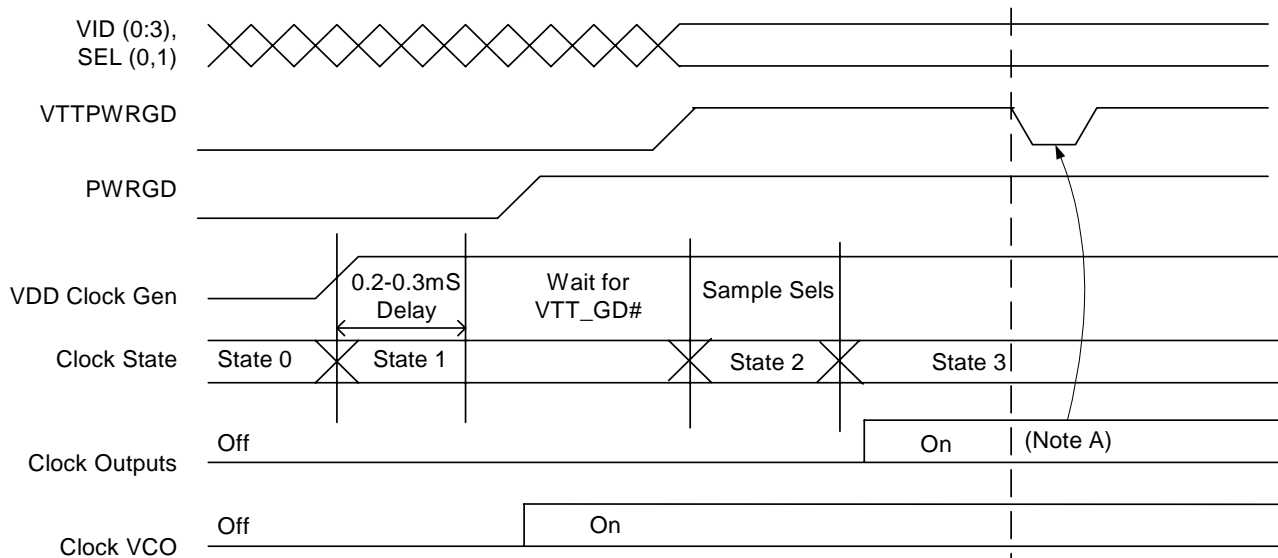 VID (0:3),
SEL (0,1)
VTTPWRGD
PWRGD
VDD Clock Gen
0.2-0.3mS
Delay
Wait for
VTT_GD#
Sample Sels
Clock State
State 0
State 1
State 2
State 3
Clock Outputs
Off
On
(Note A)
Clock VCO
Off
On